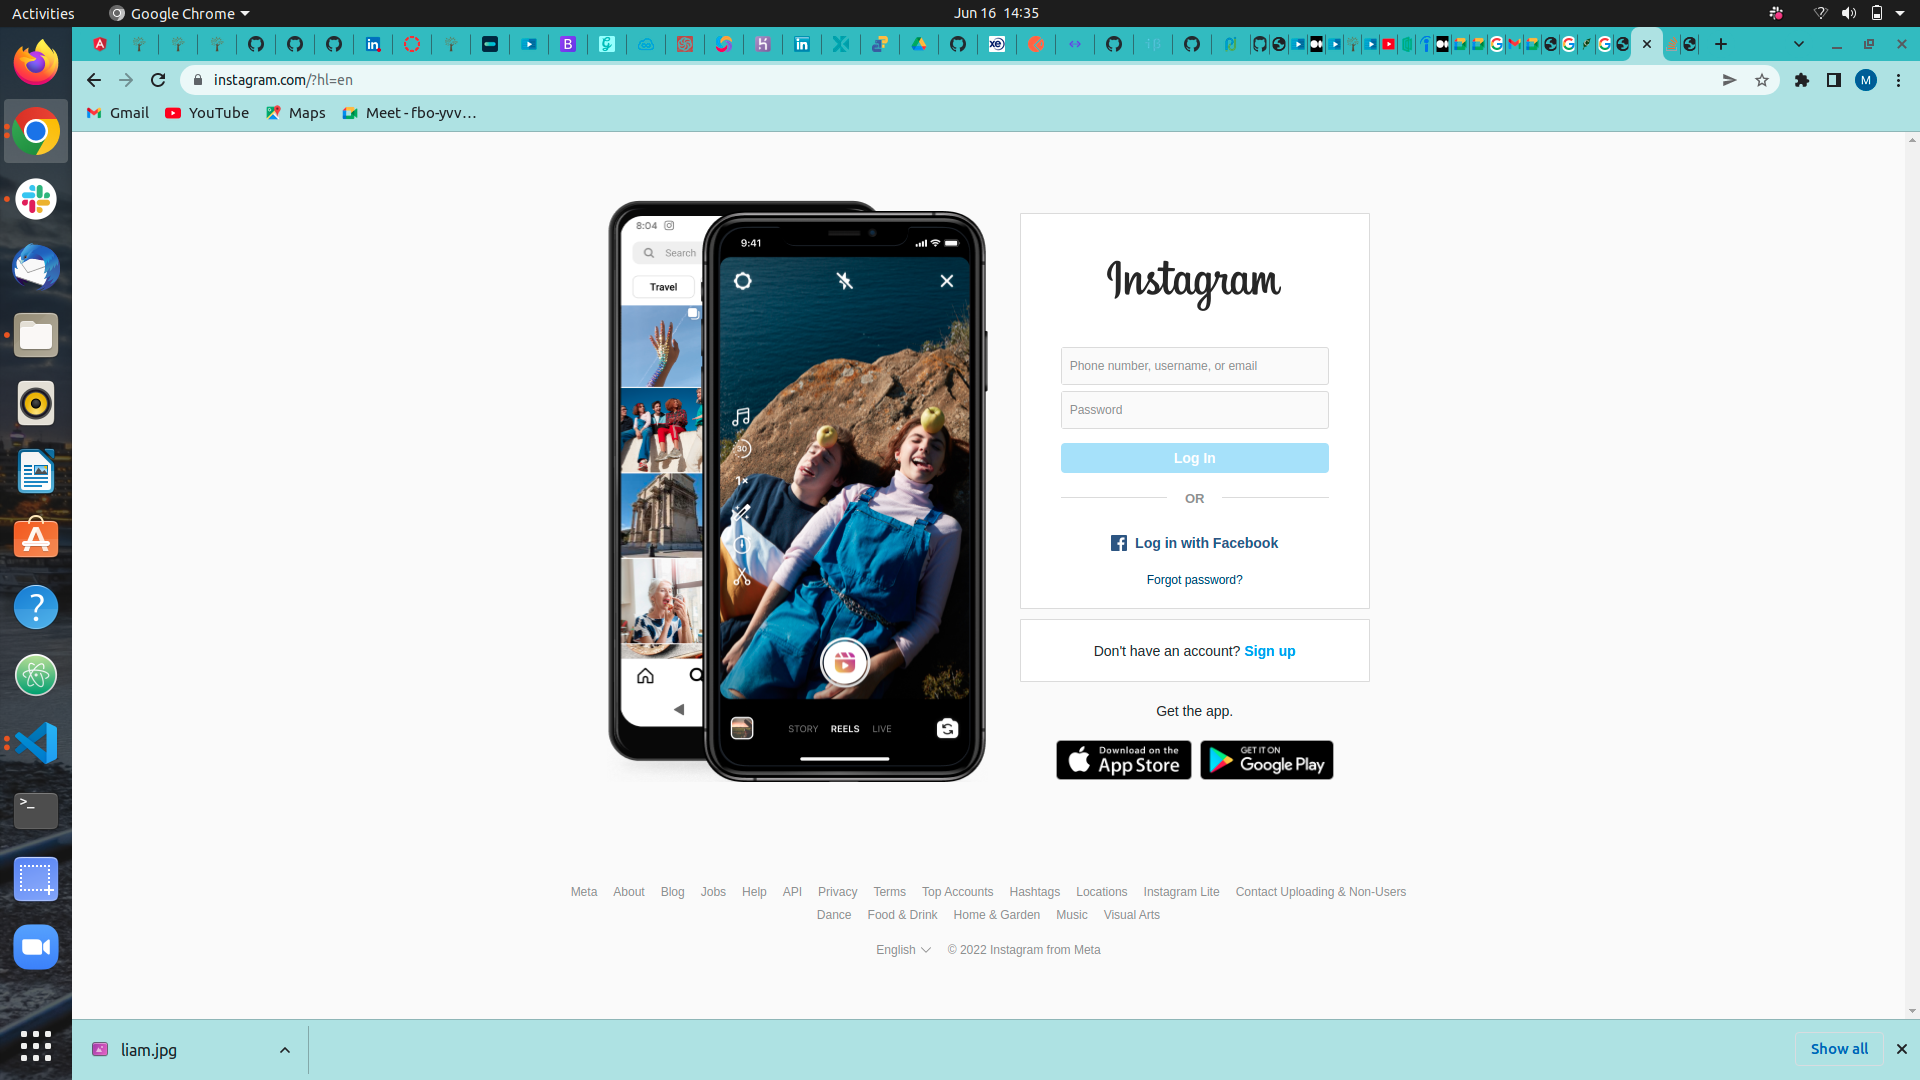 Activities
Google Chrome
Jun 16 14:35
instagram.com/?hl=en
M
Gmail
YouTube
Maps
Meet - fbo-yvv...
8:04
Search
Travel
9:41
30
1×
STORY
REELS
LIVE
Instagram
Phone number, username, or email
Password
Log In
OR
Log in with Facebook
Forgot password?
Don't have an account? Sign up
Get the app.
Download on the
App Store
GET IT ON
Google Play
Meta About Blog Jobs Help API Privacy Terms Top Accounts Hashtags Locations Instagram Lite Contact Uploading & Non-Users
Dance Food & Drink Home & Garden Music Visual Arts
English © 2022 Instagram from Meta
liam.jpg
Show all